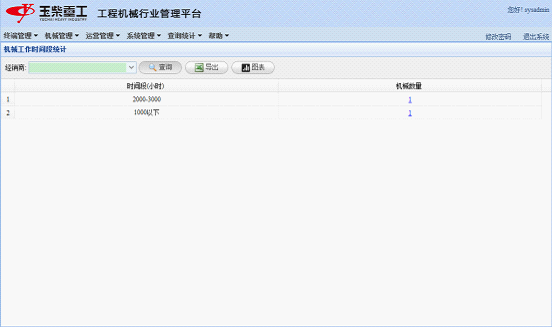 玉柴重工 工程机械行业管理平台 您好! sysadmin
YUCHAI HEAVY INDUSTRY
终端管理 机械管理 运营管理 系统管理 查询统计 帮助 修改密码 退出系统
机械工作时间段统计
经销商: 查询 导出 图表
时间段(小时) 机械数量
1 2000-3000 1
2 1000以下 1